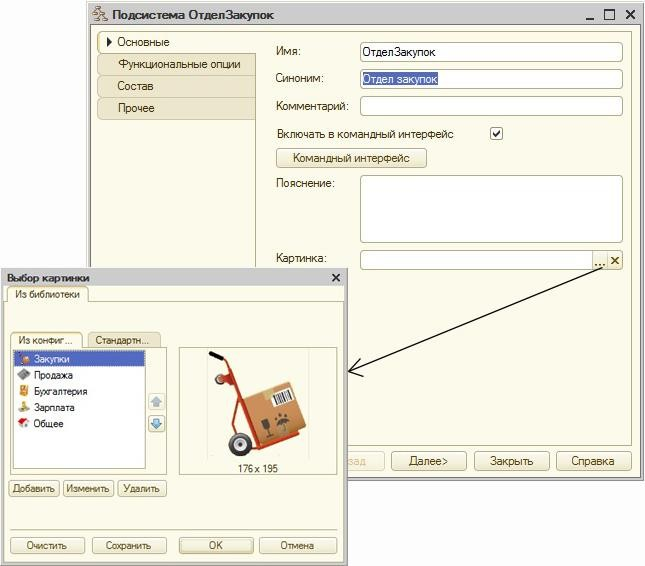 Подсистема ОтделЗакупок
Основные
Функциональные опции
Состав
Прочее
Имя: ОтделЗакупок
Синоним: Отдел закупок
Комментарий:
Включать в командный интерфейс
Командный интерфейс
Пояснение:
Картинка: ...
зад Далее> Закрыть Справка
Выбор картинки
Из библиотеки
Из конфиг... Стандартн...
Закупки
Продажа
Бухгалтерия
Зарплата
Общее
176 x 195
Добавить Изменить Удалить
Очистить Сохранить ОК Отмена